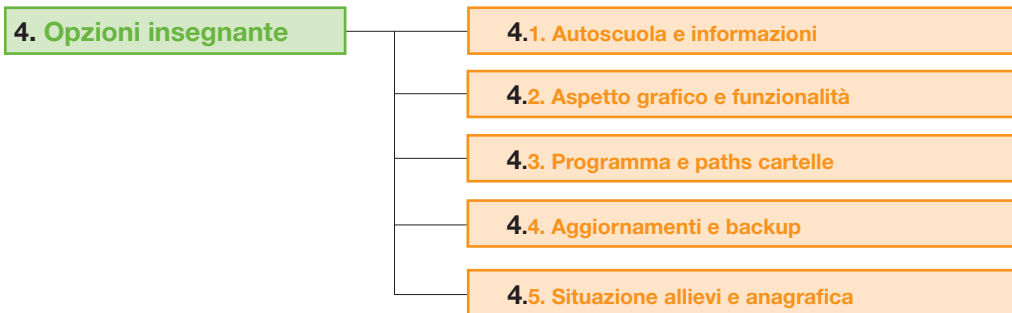 4. Opzioni insegnante
4.1. Autoscuola e informazioni
4.2. Aspetto grafico e funzionalità
4.3. Programma e paths cartelle
4.4. Aggiornamenti e backup
4.5. Situazione allievi e anagrafica